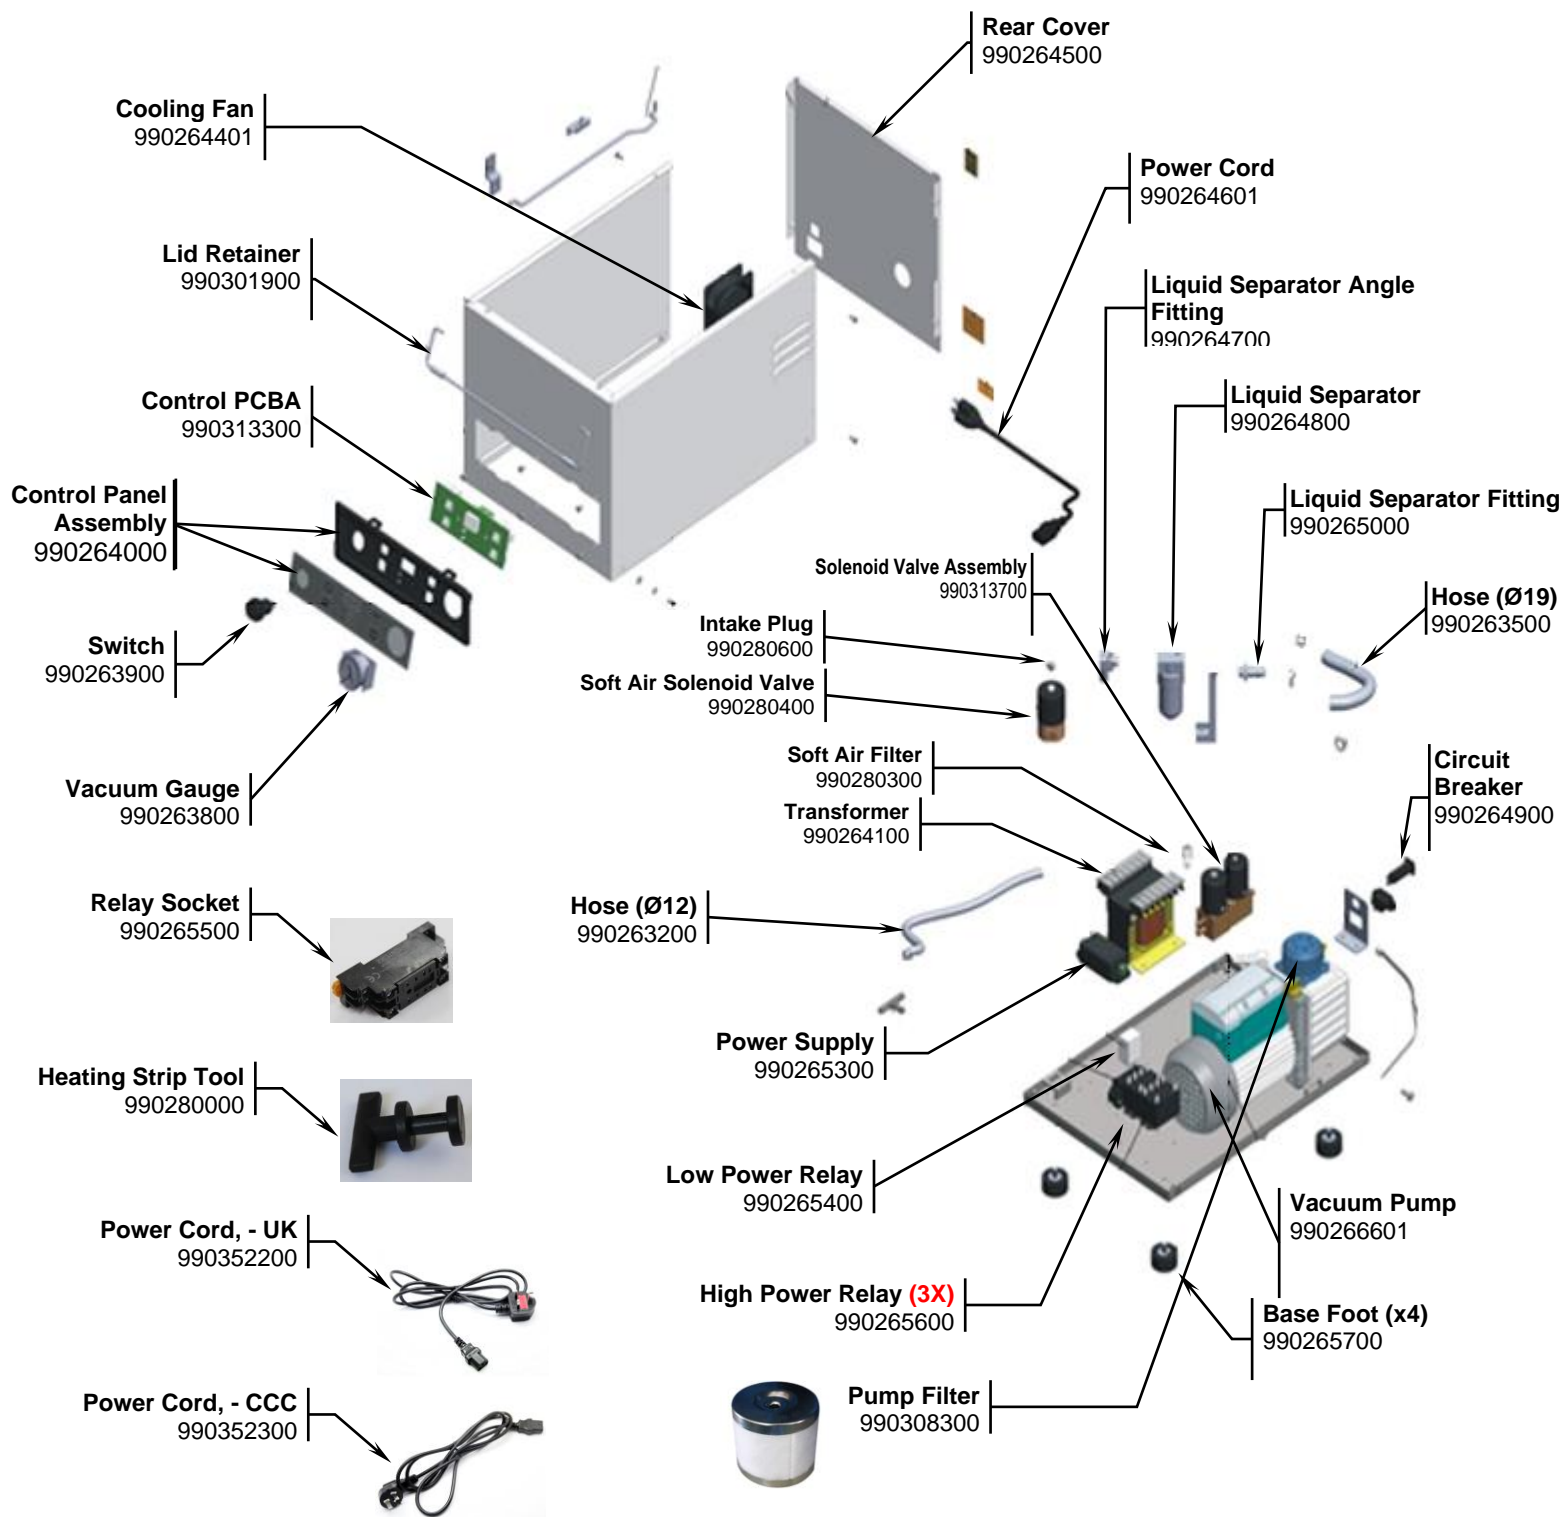 Rear Cover
990264500
Cooling Fan
990264401
Power Cord
990264601
Lid Retainer
990301900
Liquid Separator Angle
Fitting
990264700
Control PCBA
990313300
Liquid Separator
990264800
Control Panel
Assembly
990264000
Liquid Separator Fitting
990265000
Solenoid Valve Assembly
990313700
Hose (Ø19)
990263500
Intake Plug
990280600
Switch
990263900
Soft Air Solenoid Valve
990280400
Soft Air Filter
990280300
Circuit
Breaker
990264900
Vacuum Gauge
990263800
Transformer
990264100
Relay Socket
990265500
Hose (Ø12)
990263200
Power Supply
990265300
Heating Strip Tool
990280000
Low Power Relay
990265400
Vacuum Pump
990266601
Power Cord, - UK
990352200
High Power Relay (3X)
990265600
Base Foot (x4)
990265700
Power Cord, - CCC
990352300
Pump Filter
990308300